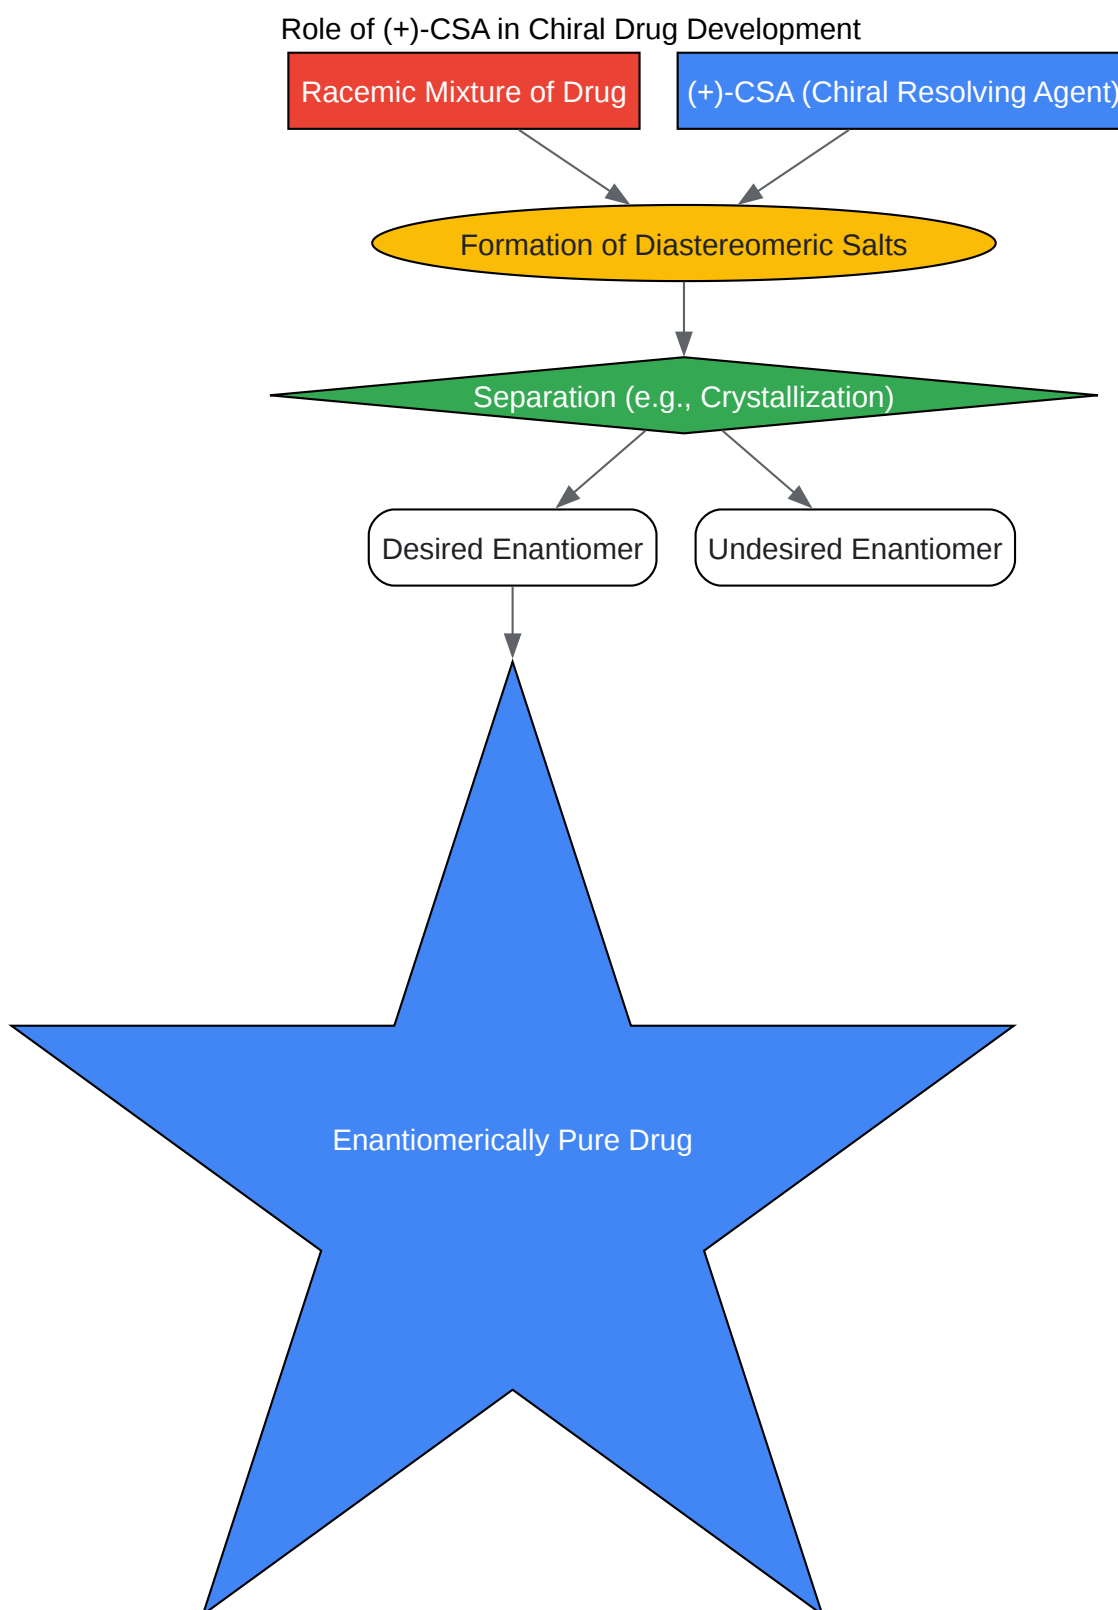 Role of (+)-CSA in Chiral Drug Development
Racemic Mixture of Drug
(+)-CSA (Chiral Resolving Agent)
Formation of Diastereomeric Salts
Separation (e.g., Crystallization)
Desired Enantiomer
Undesired Enantiomer
Enantiomerically Pure Drug